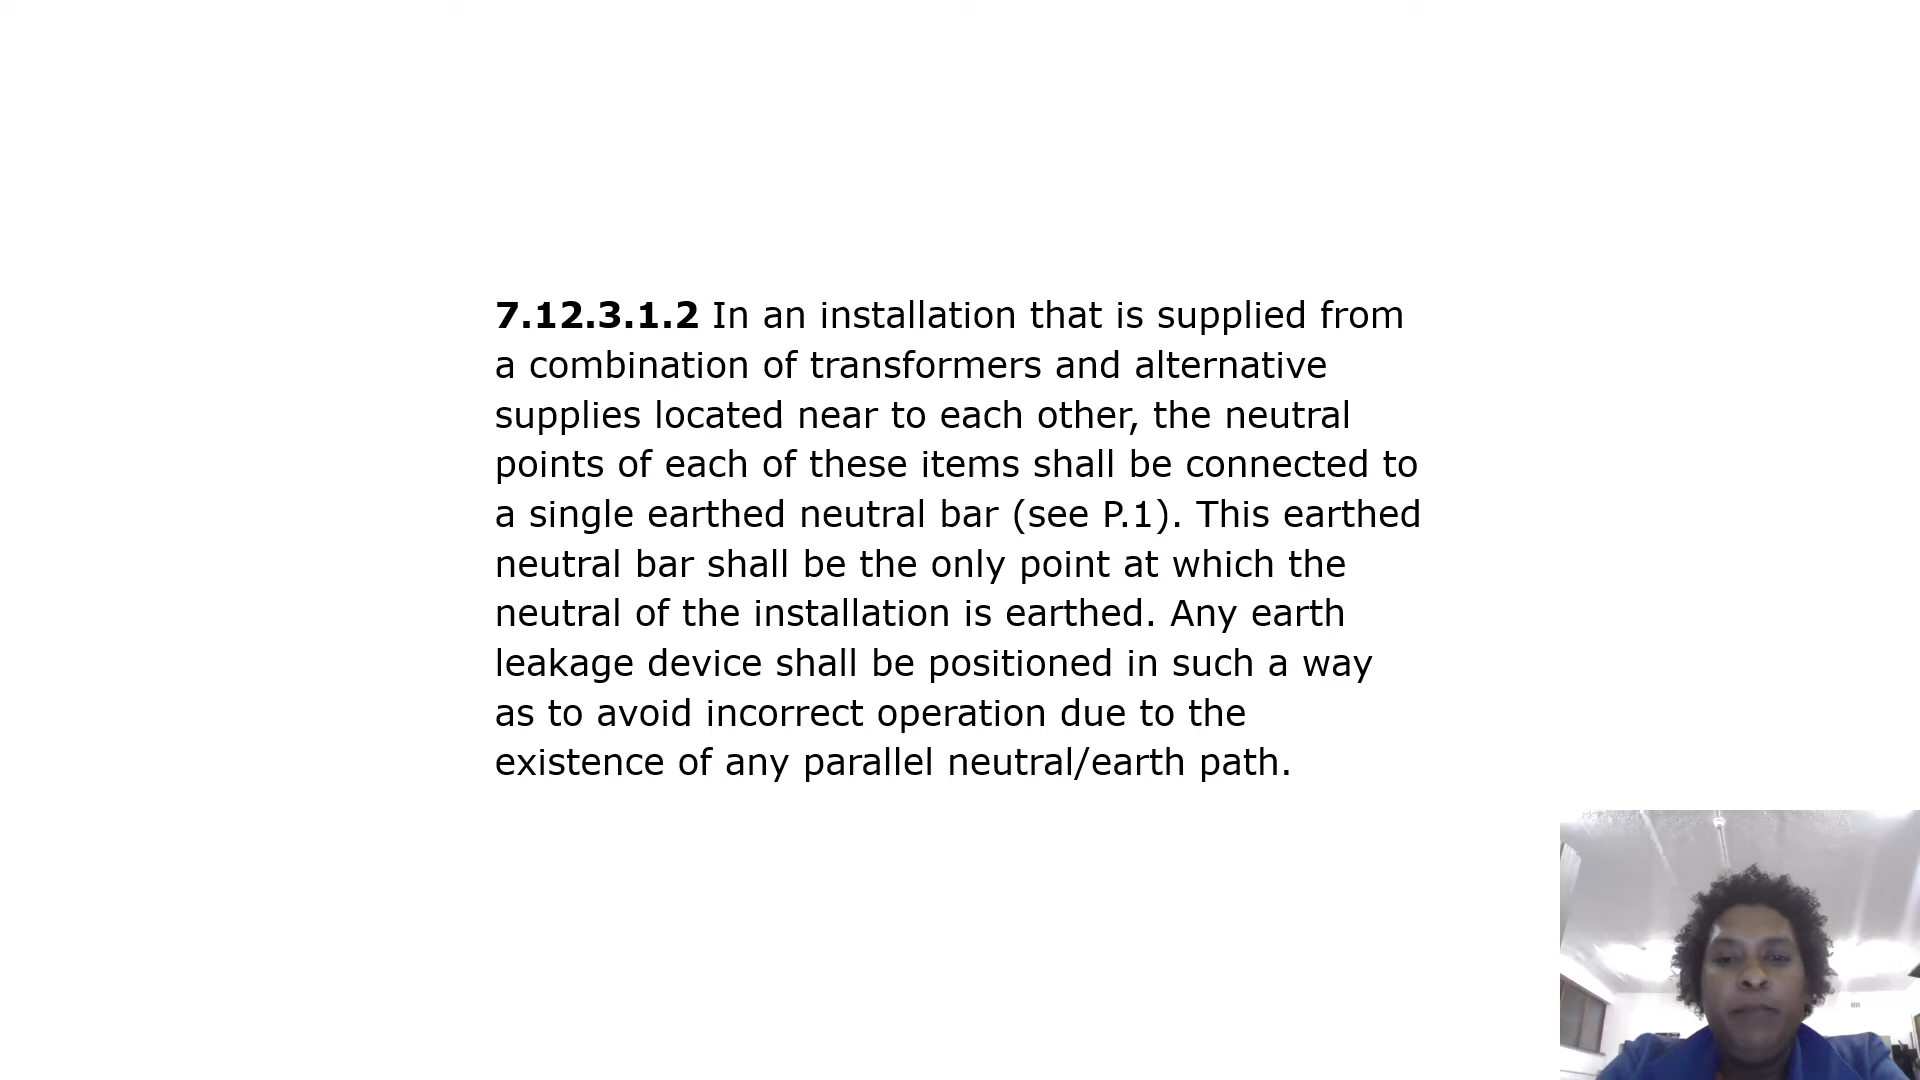 7.12.3.1.2 In an installation that is supplied from
a combination of transformers and alternative
supplies located near to each other, the neutral
points of each of these items shall be connected to
a single earthed neutral bar (see P.1). This earthed
neutral bar shall be the only point at which the
neutral of the installation is earthed. Any earth
leakage device shall be positioned in such a way
as to avoid incorrect operation due to the
existence of any parallel neutral/earth path.